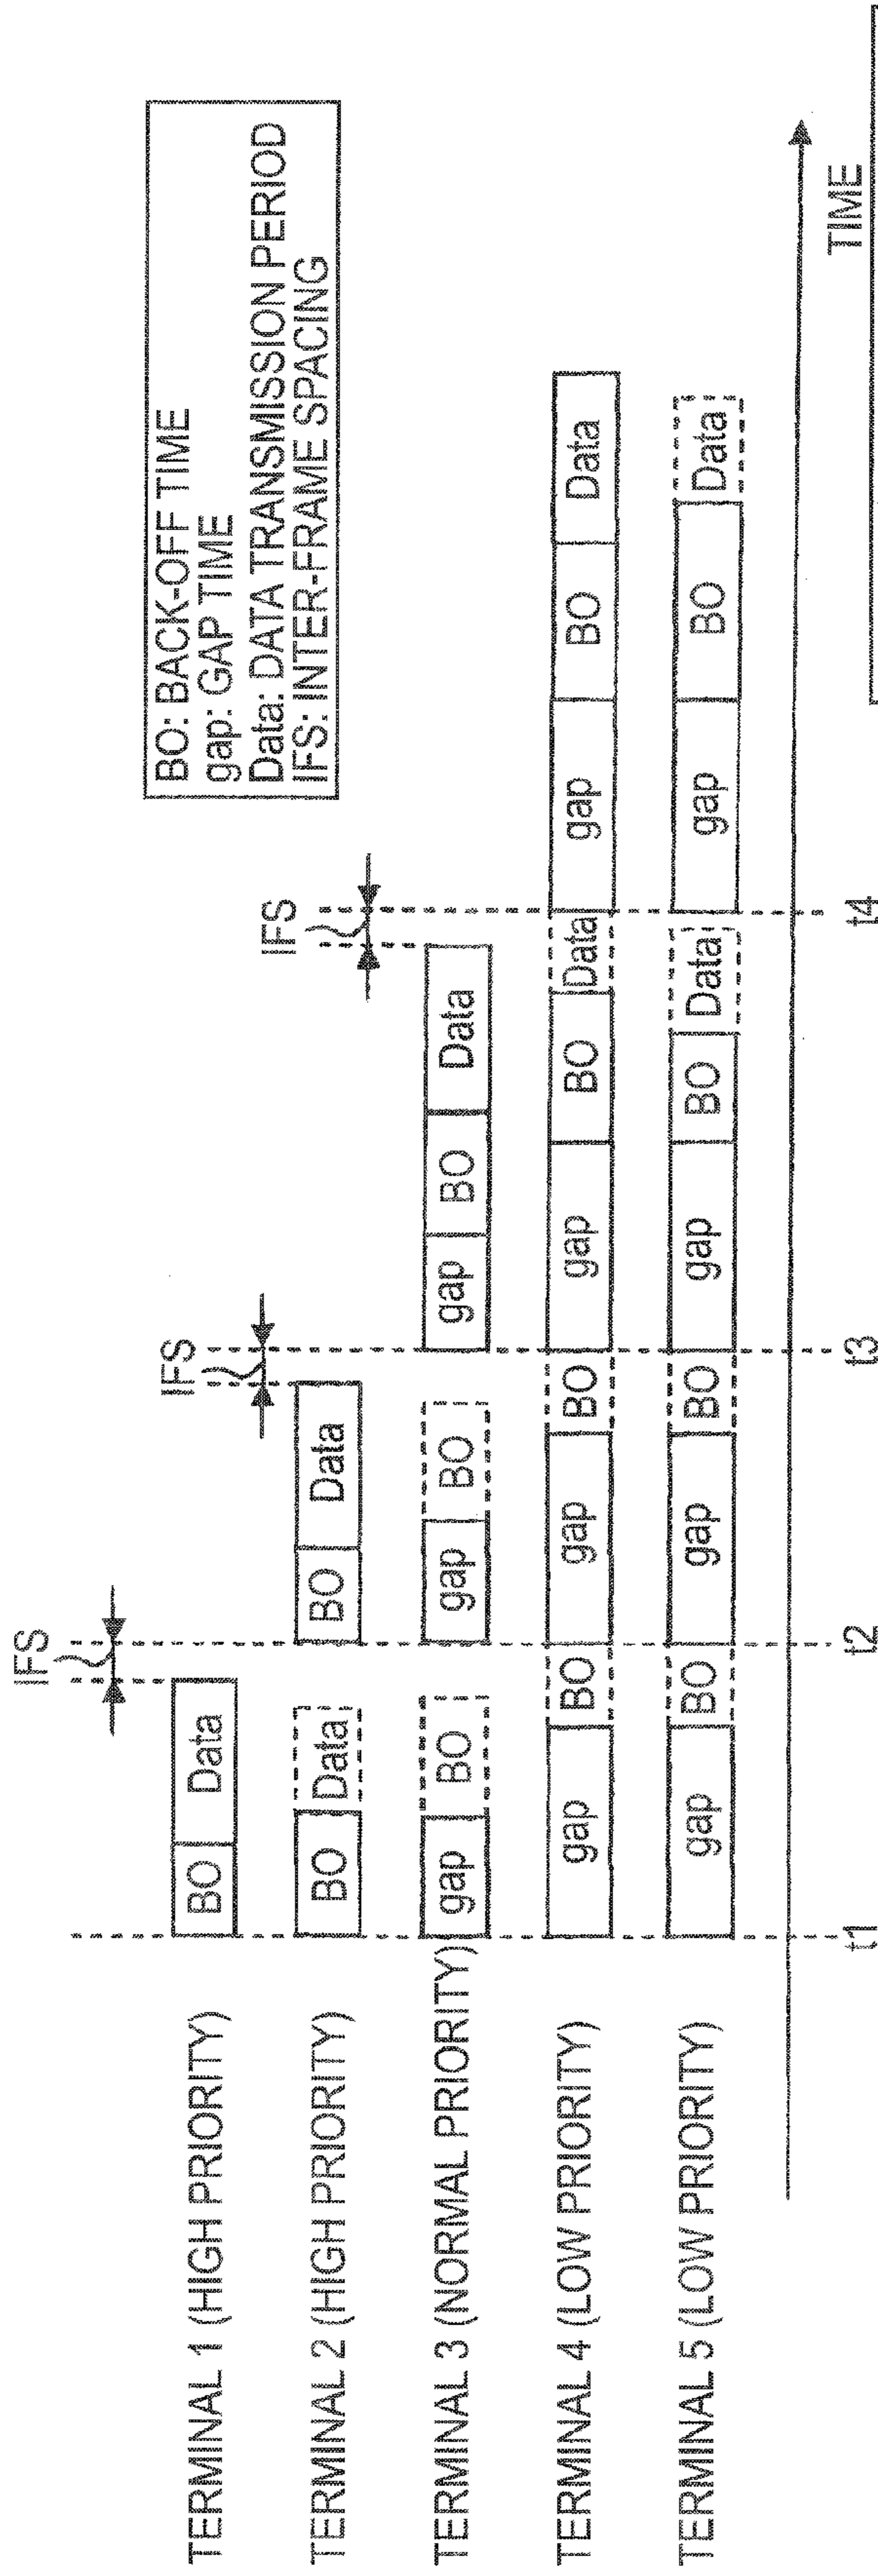 BO: BACK-OFF TIME
gap: GAP TIME
Data: DATA TRANSMISSION PERIOD
IFS: INTER-FRAME SPACING
IFS
IFS
IFS
TERMINAL 1 (HIGH PRIORITY)
BO Data
TERMINAL 2 (HIGH PRIORITY)
BO Data BO Data
TERMINAL 3 (NORMAL PRIORITY)
gap BO gap BO gap BO Data
TERMINAL 4 (LOW PRIORITY)
gap BO gap BO gap BO Data gap BO Data
TERMINAL 5 (LOW PRIORITY)
gap BO gap BO gap BO Data gap BO Data
t1 t2 t3 t4
TIME